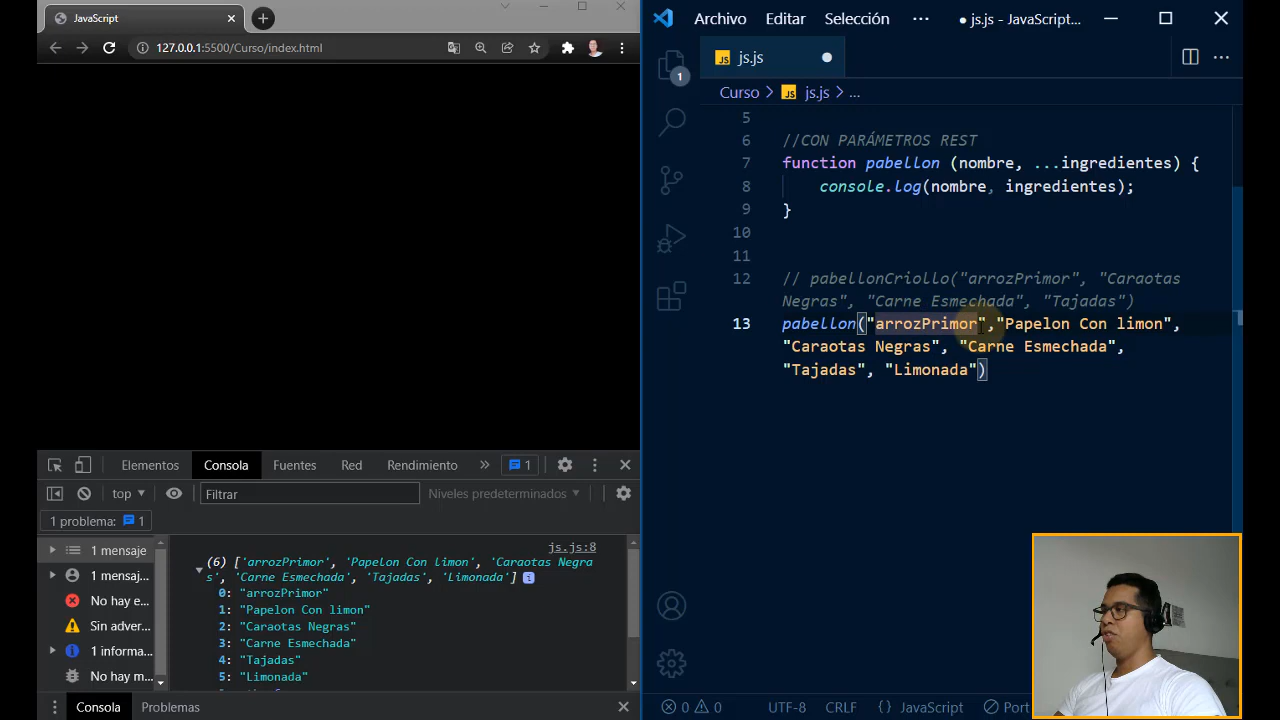 JavaScript
127.0.0.1:5500/Curso/index.html
Elementos Consola Fuentes Red Rendimiento » 1
top Filtrar Niveles predeterminados
1 problema: 1
1 mensaje
1 mensaj...
No hay e...
Sin adver...
1 informa...
No hay m...
js.js:8
(6) ['arrozPrimor', 'Papelon Con limon', 'Caraotas Negra
s', 'Carne Esmechada', 'Tajadas', 'Limonada'] i
0: "arrozPrimor"
1: "Papelon Con limon"
2: "Caraotas Negras"
3: "Carne Esmechada"
4: "Tajadas"
5: "Limonada"
Consola Problemas
Archivo Editar Selección ··· ● js.js - JavaScript...
JS js.js
1
Curso > JS js.js > ...
5
6 //CON PARÁMETROS REST
7 function pabellon (nombre, ...ingredientes) {
8 console.log(nombre, ingredientes);
9 }
10
11
12 // pabellonCriollo("arrozPrimor", "Caraotas
Negras", "Carne Esmechada", "Tajadas")
13 pabellon("arrozPrimor","Papelon Con limon",
"Caraotas Negras", "Carne Esmechada",
"Tajadas", "Limonada")
0 0 UTF-8 CRLF {} JavaScript Port